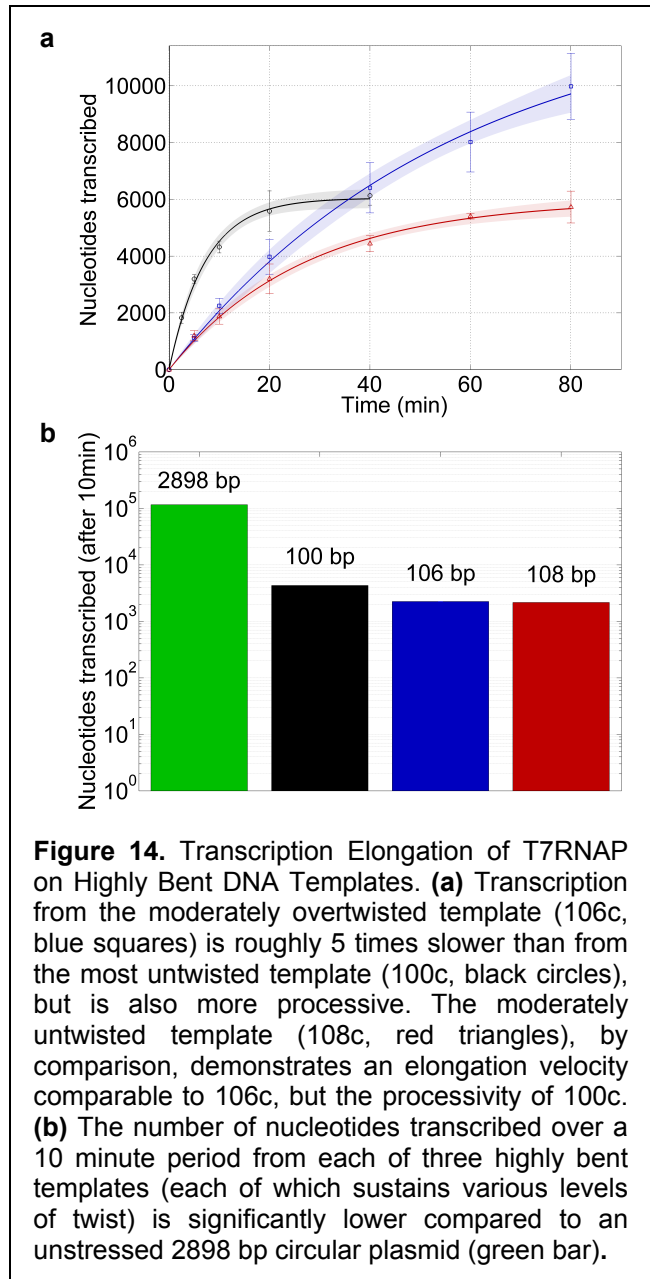 a
Nucleotides transcribed
10000
8000
6000
4000
2000
0
0
20
40
60
80
Time (min)
b
Nucleotides transcribed (after 10min)
10^6
10^5
10^4
10^3
10^2
10^1
10^0
2898 bp
100 bp
106 bp
108 bp
Figure 14. Transcription Elongation of T7RNAP
on Highly Bent DNA Templates. (a) Transcription
from the moderately overtwisted template (106c,
blue squares) is roughly 5 times slower than from
the most untwisted template (100c, black circles),
but is also more processive. The moderately
untwisted template (108c, red triangles), by
comparison, demonstrates an elongation velocity
comparable to 106c, but the processivity of 100c.
(b) The number of nucleotides transcribed over a
10 minute period from each of three highly bent
templates (each of which sustains various levels
of twist) is significantly lower compared to an
unstressed 2898 bp circular plasmid (green bar).